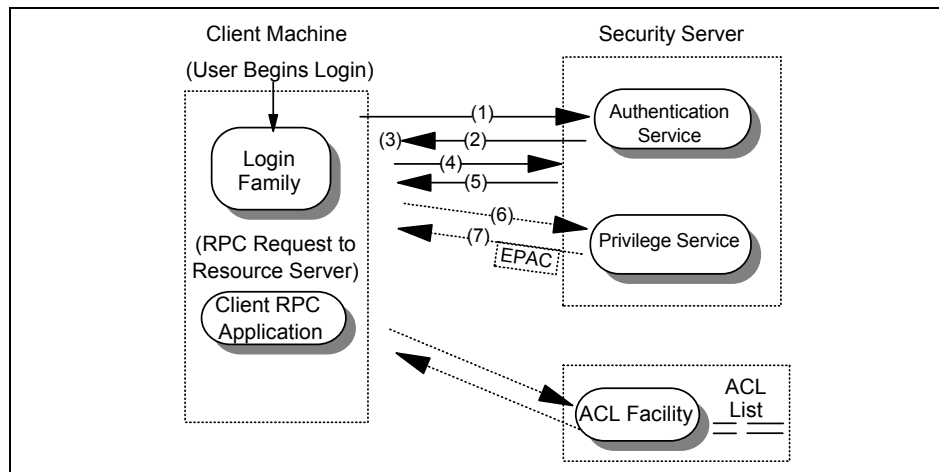 Client Machine
Security Server
(User Begins Login)
(1)
Authentication
Service
(3)
(2)
Login
Family
(4)
(5)
(6)
(7)
Privilege Service
EPAC
(RPC Request to
Resource Server)
Client RPC
Application
ACL Facility
ACL
List